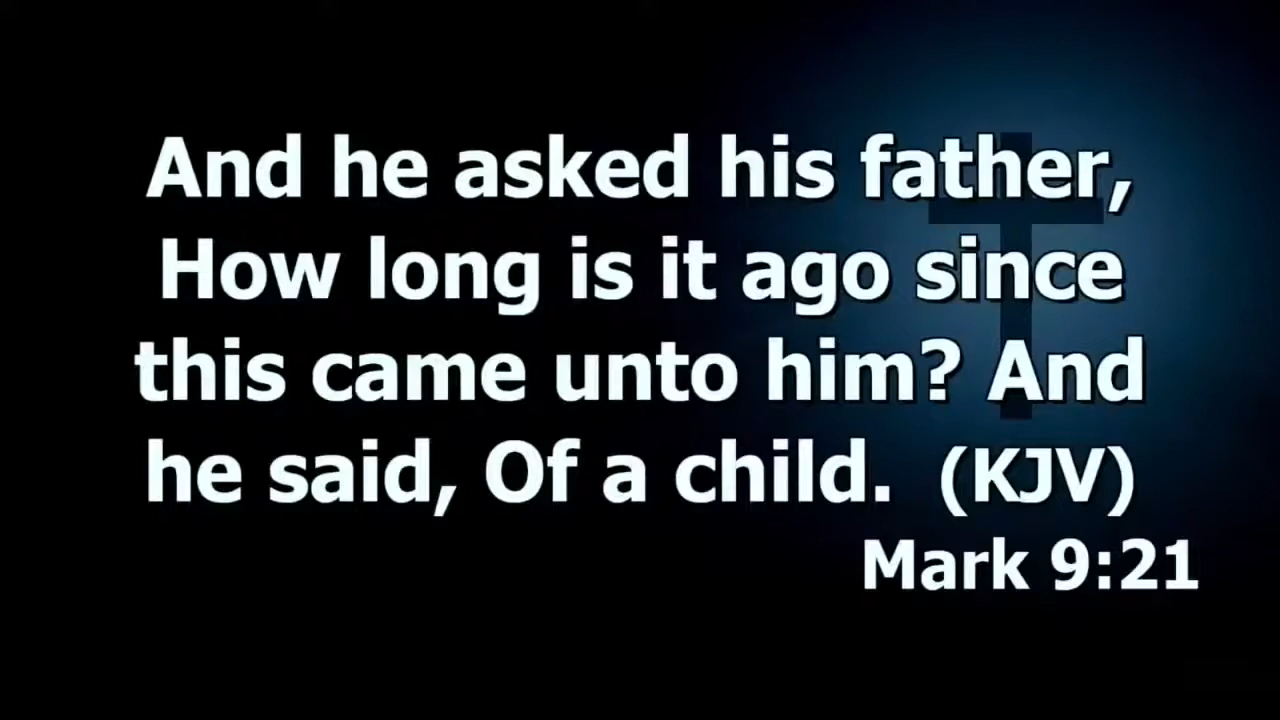 And he asked his father,
How long is it ago since
this came unto him? And
he said, Of a child. (KJV)
Mark 9:21